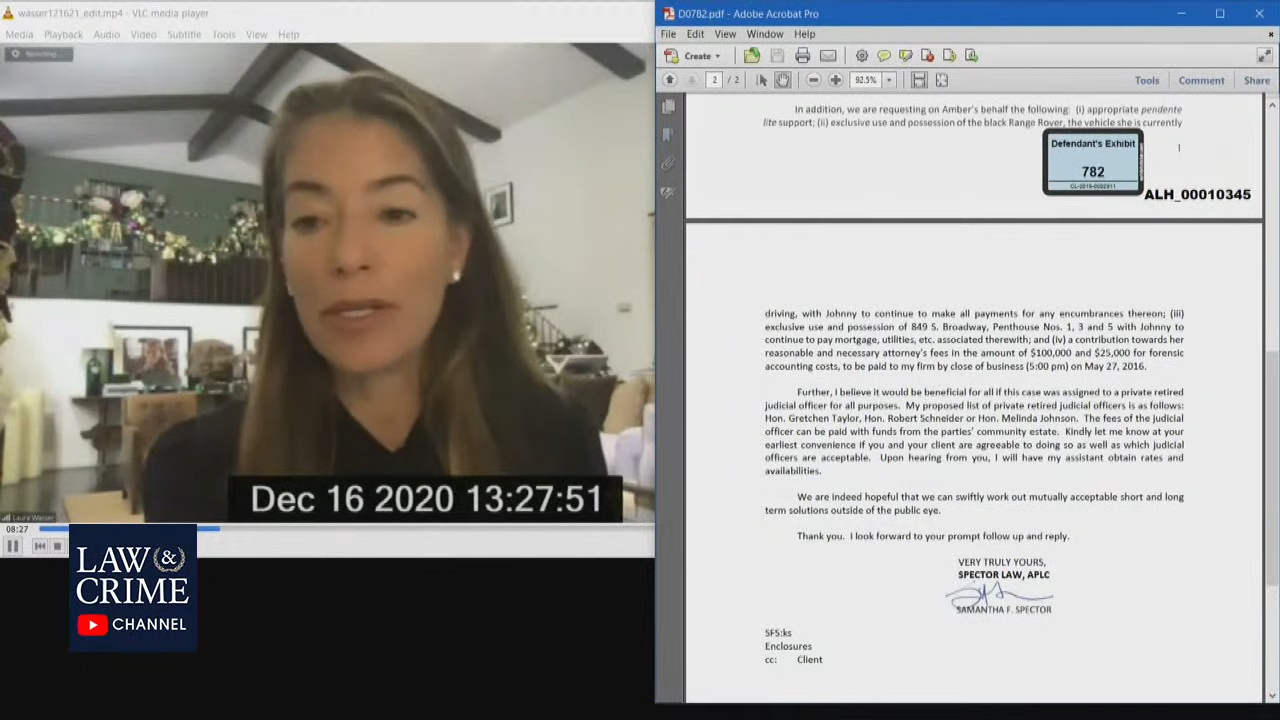 wasser121621_edit.mp4 - VLC media player
Media Playback Audio Video Subtitle Tools View Help
Laura Wasser
Dec 16 2020 13:27:51
08:27
LAW &
CRIME
CHANNEL
D0782.pdf - Adobe Acrobat Pro
File Edit View Window Help
Create
2 / 2 92.5% Tools Comment Share
In addition, we are requesting on Amber's behalf the following: (i) appropriate pendente
lite support; (ii) exclusive use and possession of the black Range Rover, the vehicle she is currently
Defendant's Exhibit
782
ALH_00010345
driving, with Johnny to continue to make all payments for any encumbrances thereon; (iii)
exclusive use and possession of 849 S. Broadway, Penthouse Nos. 1, 3 and 5 with Johnny to
continue to pay mortgage, utilities, etc. associated therewith; and (iv) a contribution towards her
reasonable and necessary attorney's fees in the amount of $100,000 and $25,000 for forensic
accounting costs, to be paid to my firm by close of business (5:00 pm) on May 27, 2016.
Further, I believe it would be beneficial for all if this case was assigned to a private retired
judicial officer for all purposes. My proposed list of private retired judicial officers is as follows:
Hon. Gretchen Taylor, Hon. Robert Schneider or Hon. Melinda Johnson. The fees of the judicial
officer can be paid with funds from the parties' community estate. Kindly let me know at your
earliest convenience if you and your client are agreeable to doing so as well as which judicial
officers are acceptable. Upon hearing from you, I will have my assistant obtain rates and
availabilities.
We are indeed hopeful that we can swiftly work out mutually acceptable short and long
term solutions outside of the public eye.
Thank you. I look forward to your prompt follow up and reply.
VERY TRULY YOURS,
SPECTOR LAW, APLC
SAMANTHA F. SPECTOR
SFS:ks
Enclosures
cc: Client